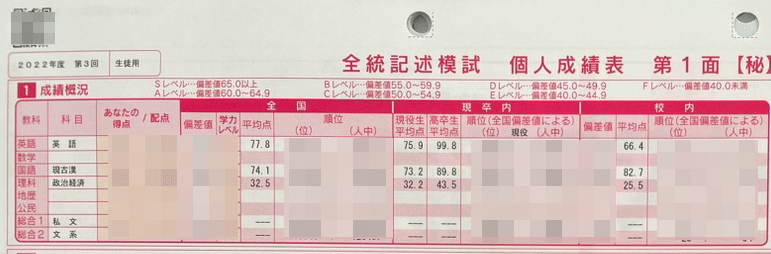 2022年度 第3回 生徒用
全統記述模試 個人成績表 第1面【秘】
1 成績概況
Sレベル…偏差値65.0以上 Bレベル…偏差値55.0〜59.9 Dレベル…偏差値45.0〜49.9 Fレベル…偏差値40.0未満
Aレベル…偏差値60.0〜64.9 Cレベル…偏差値50.0〜54.9 Eレベル…偏差値40.0〜44.9
全国 現卒内 校内
教科 科目 あなたの得点 / 配点 偏差値 学力レベル 平均点 順位(位) (人中) 現役生平均点 高卒生平均点 順位(全国偏差値による)(位) 現役 (人中) 偏差値 平均点 順位(全国偏差値による)(位) (人中)
英語 英語 77.8 75.9 99.8 66.4
数学
国語 現古漢 74.1 73.2 89.8 82.7
理科 政治経済 32.5 32.2 43.5 25.5
地歴
公民
総合1 私文 --- --- --- ---
総合2 文系 --- --- --- ---